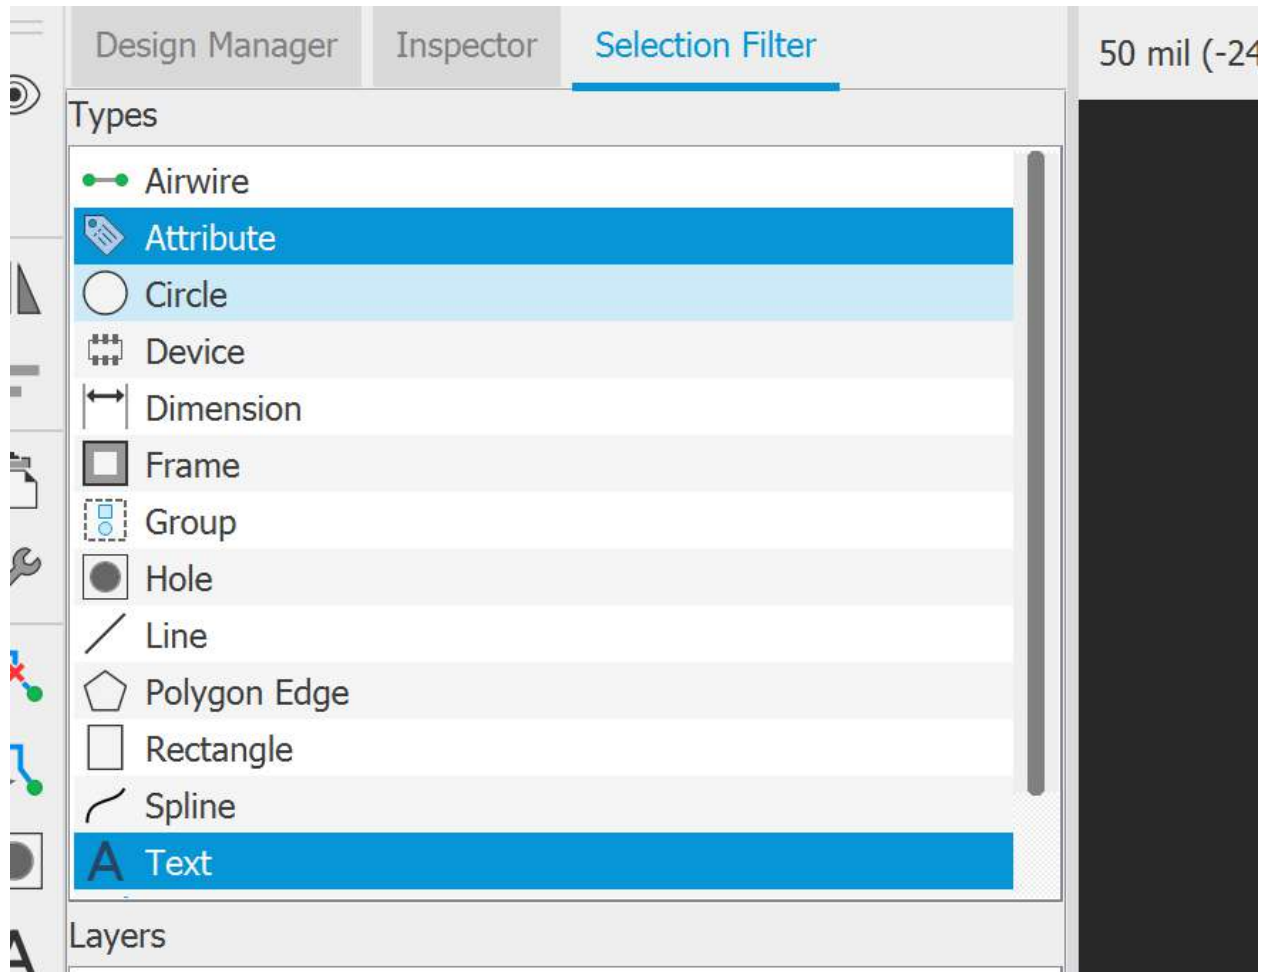 Design Manager
Inspector
Selection Filter
50 mil (-24
Types
Airwire
Attribute
Circle
Device
Dimension
Frame
Group
Hole
Line
Polygon Edge
Rectangle
Spline
A Text
Layers
A